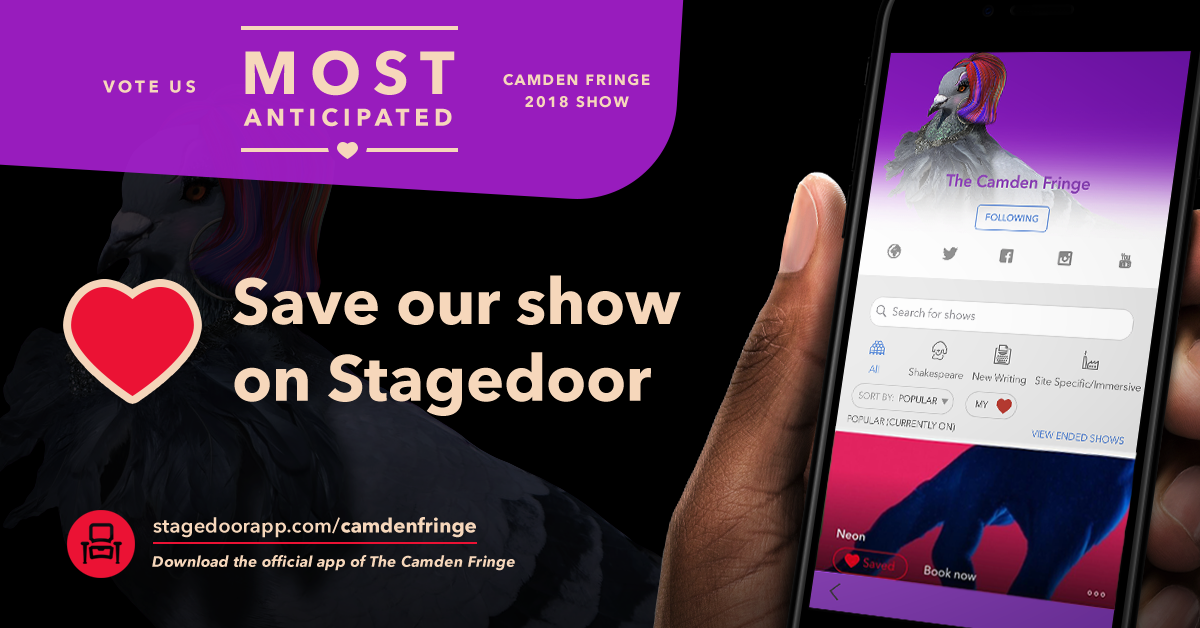 VOTE US
MOST
ANTICIPATED
CAMDEN FRINGE
2018 SHOW
Save our show
on Stagedoor
stagedoorapp.com/camdenfringe
Download the official app of The Camden Fringe
The Camden Fringe
FOLLOWING
You
Tube
Search for shows
All
Shakespeare
New Writing
Site Specific/Immersive
SORT BY: POPULAR
MY
POPULAR (CURRENTLY ON)
VIEW ENDED SHOWS
Neon
Saved
Book now